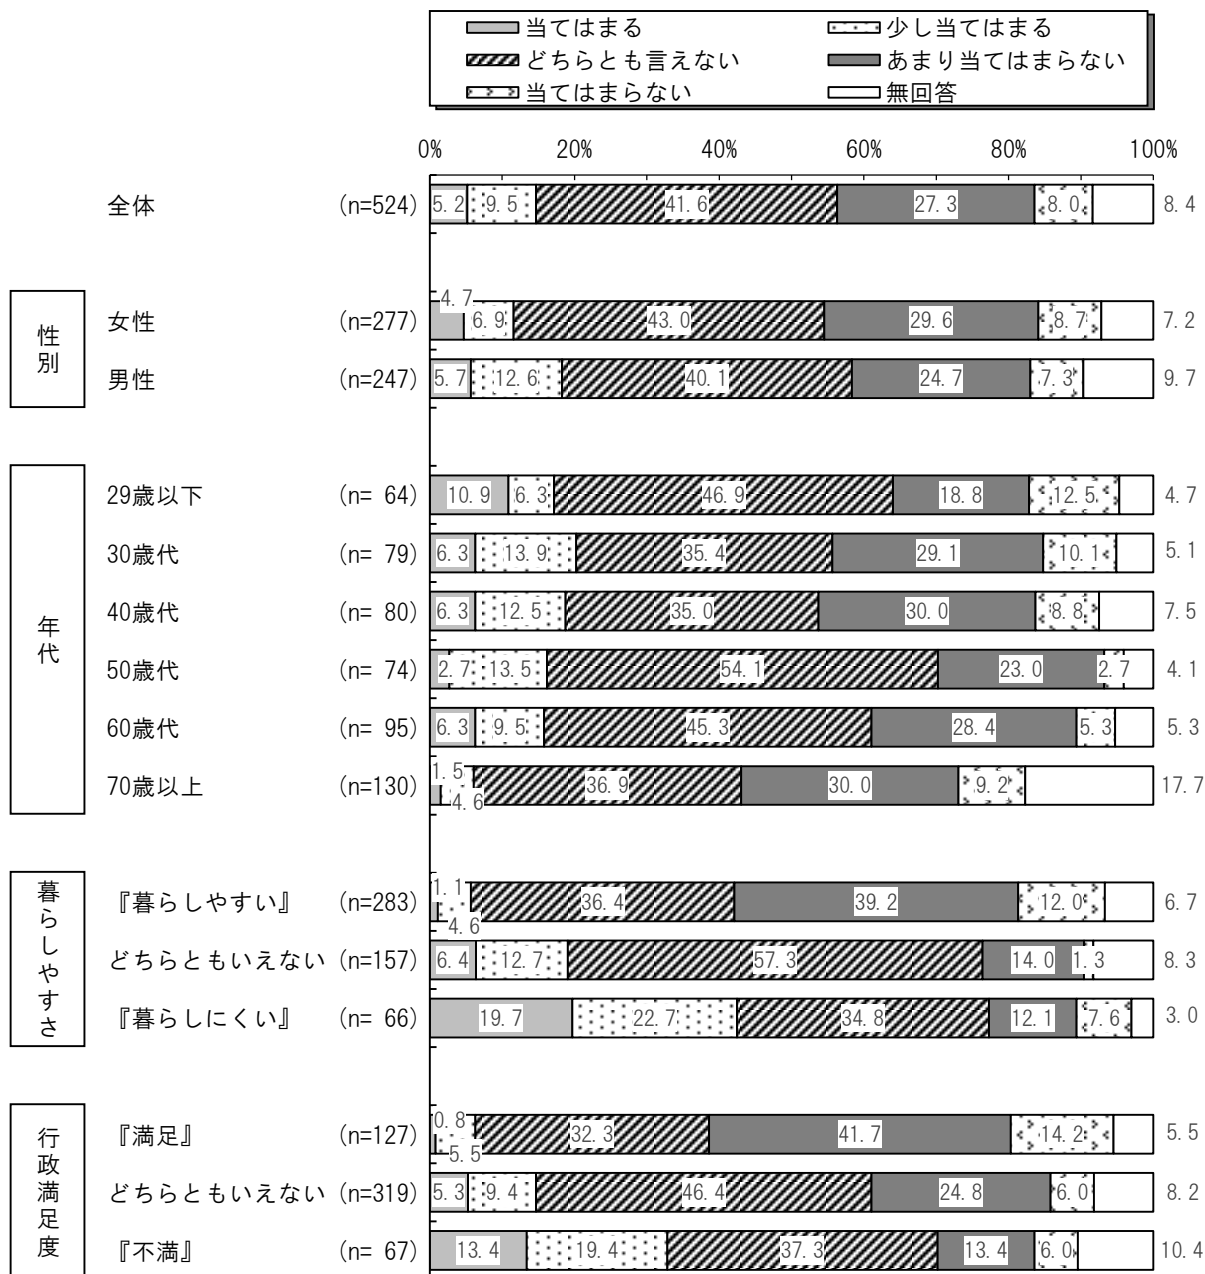 当てはまる 少し当てはまる
どちらとも言えない あまり当てはまらない
当てはまらない 無回答
0% 20% 40% 60% 80% 100%
全体 (n=524) 5.2 9.5 41.6 27.3 8.0 8.4
性別
女性 (n=277) 4.7 6.9 43.0 29.6 8.7 7.2
男性 (n=247) 5.7 12.6 40.1 24.7 7.3 9.7
年代
29歳以下 (n= 64) 10.9 6.3 46.9 18.8 12.5 4.7
30歳代 (n= 79) 6.3 13.9 35.4 29.1 10.1 5.1
40歳代 (n= 80) 6.3 12.5 35.0 30.0 8.8 7.5
50歳代 (n= 74) 2.7 13.5 54.1 23.0 2.7 4.1
60歳代 (n= 95) 6.3 9.5 45.3 28.4 5.3 5.3
70歳以上 (n=130) 1.5 4.6 36.9 30.0 9.2 17.7
暮らしやすさ
『暮らしやすい』 (n=283) 1.1 4.6 36.4 39.2 12.0 6.7
どちらともいえない (n=157) 6.4 12.7 57.3 14.0 1.3 8.3
『暮らしにくい』 (n= 66) 19.7 22.7 34.8 12.1 7.6 3.0
行政満足度
『満足』 (n=127) 0.8 5.5 32.3 41.7 14.2 5.5
どちらともいえない (n=319) 5.3 9.4 46.4 24.8 6.0 8.2
『不満』 (n= 67) 13.4 19.4 37.3 13.4 6.0 10.4